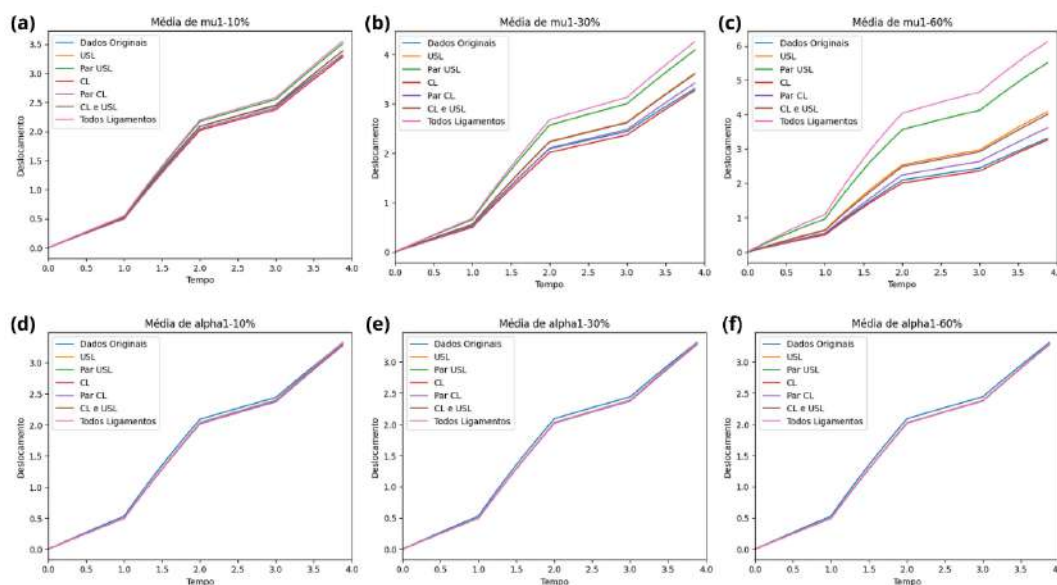 (a)
Média de mu1-10%
Dados Originais
USL
Par USL
CL
Par CL
CL e USL
Todos Ligamentos
Deslocamento
3.5
3.0
2.5
2.0
1.5
1.0
0.5
0.0
0.0 0.5 1.0 1.5 2.0 2.5 3.0 3.5 4.0
Tempo
(b)
Média de mu1-30%
Dados Originais
USL
Par USL
CL
Par CL
CL e USL
Todos Ligamentos
Deslocamento
4
3
2
1
0
0.0 0.5 1.0 1.5 2.0 2.5 3.0 3.5 4.0
Tempo
(c)
Média de mu1-60%
Dados Originais
USL
Par USL
CL
Par CL
CL e USL
Todos Ligamentos
Deslocamento
6
5
4
3
2
1
0
0.0 0.5 1.0 1.5 2.0 2.5 3.0 3.5 4.0
Tempo
(d)
Média de alpha1-10%
Dados Originais
USL
Par USL
CL
Par CL
CL e USL
Todos Ligamentos
Deslocamento
3.0
2.5
2.0
1.5
1.0
0.5
0.0
0.0 0.5 1.0 1.5 2.0 2.5 3.0 3.5 4.0
Tempo
(e)
Média de alpha1-30%
Dados Originais
USL
Par USL
CL
Par CL
CL e USL
Todos Ligamentos
Deslocamento
3.0
2.5
2.0
1.5
1.0
0.5
0.0
0.0 0.5 1.0 1.5 2.0 2.5 3.0 3.5 4.0
Tempo
(f)
Média de alpha1-60%
Dados Originais
USL
Par USL
CL
Par CL
CL e USL
Todos Ligamentos
Deslocamento
3.0
2.5
2.0
1.5
1.0
0.5
0.0
0.0 0.5 1.0 1.5 2.0 2.5 3.0 3.5 4.0
Tempo